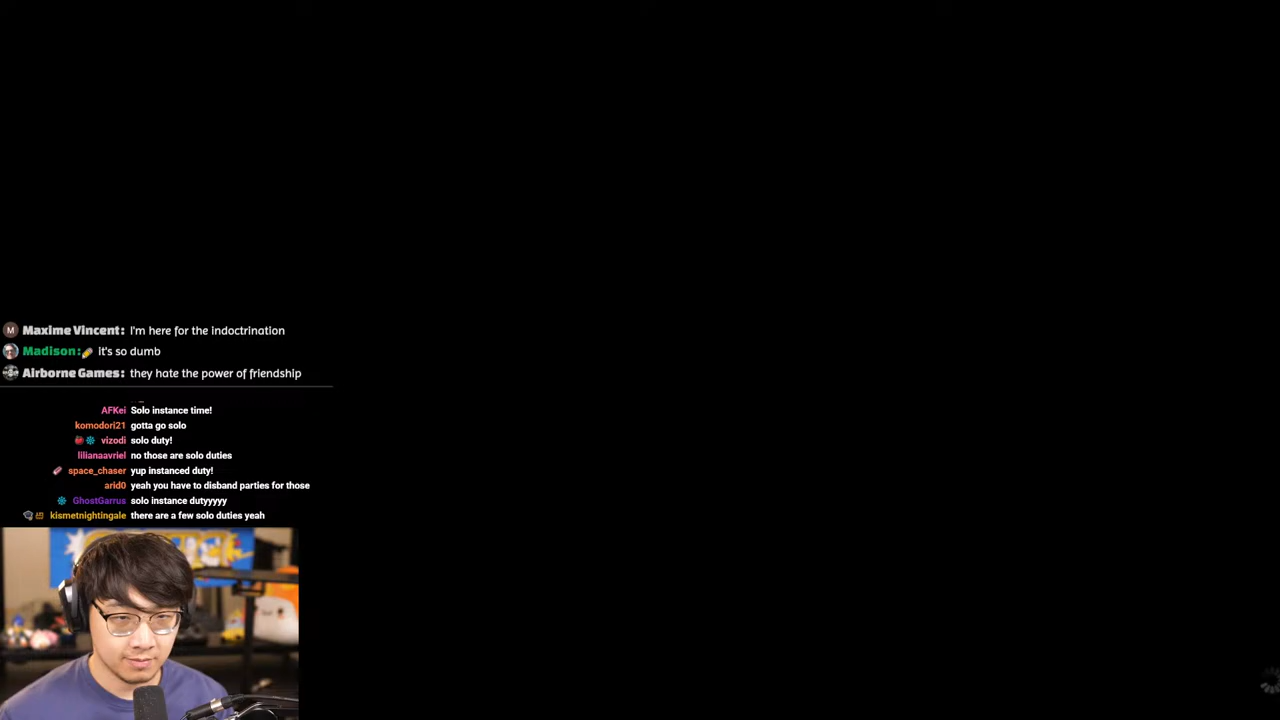 M
Maxime Vincent: I'm here for the indoctrination
Madison: it's so dumb
Airborne Games: they hate the power of friendship
AFKei Solo instance time!
komodori21 gotta go solo
vizodi solo duty!
lilianaavriel no those are solo duties
space_chaser yup instanced duty!
arid0 yeah you have to disband parties for those
GhostGarrus solo instance dutyyyyy
kismetnightingale there are a few solo duties yeah